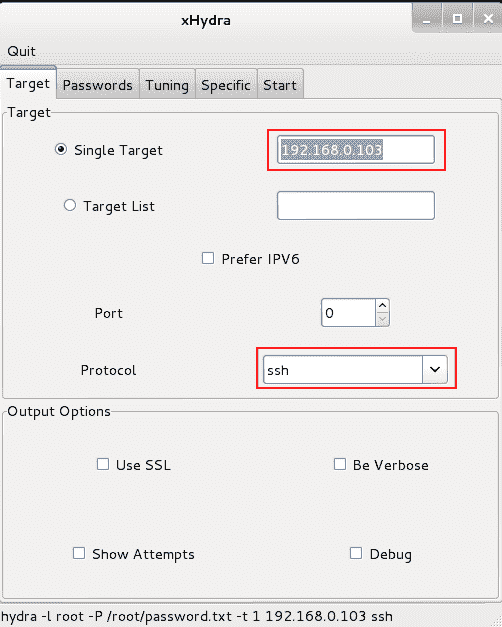 xHydra
Quit
Target Passwords Tuning Specific Start
Target
Single Target 192.168.0.103
Target List
Prefer IPV6
Port 0
Protocol ssh
Output Options
Use SSL Be Verbose
Show Attempts Debug
hydra -l root -P /root/password.txt -t 1 192.168.0.103 ssh